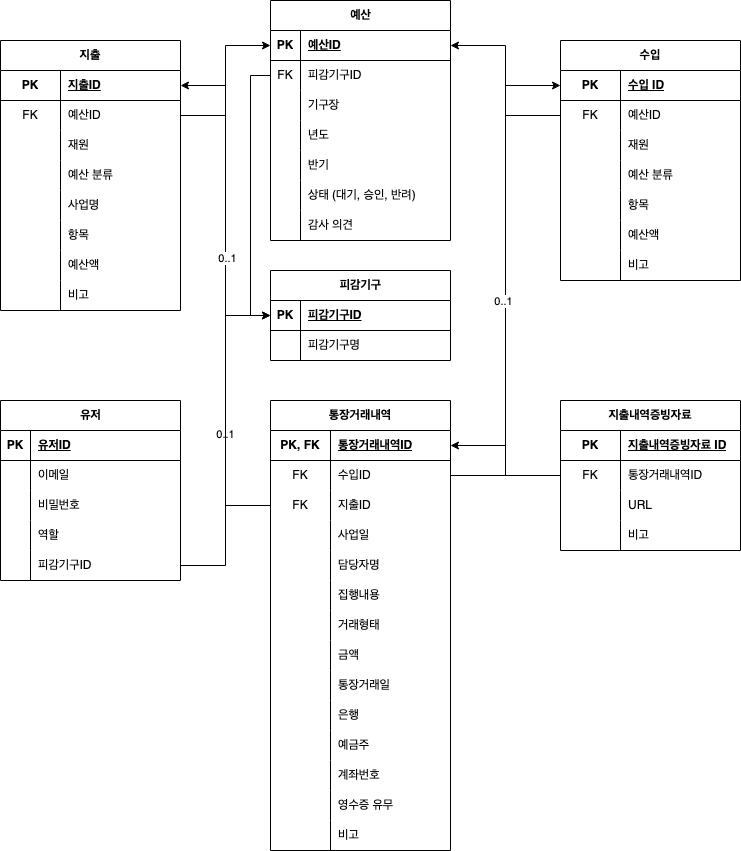 예산
PK 예산ID
FK 피감기구ID
기구장
년도
반기
상태 (대기, 승인, 반려)
감사 의견
지출
PK 지출ID
FK 예산ID
재원
예산 분류
사업명
항목
예산액
비고
수입
PK 수입 ID
FK 예산ID
재원
예산 분류
항목
예산액
비고
0..1
0..1
피감기구
PK 피감기구ID
피감기구명
유저
PK 유저ID
이메일
비밀번호
역할
피감기구ID
0..1
통장거래내역
PK, FK 통장거래내역ID
FK 수입ID
FK 지출ID
사업일
담당자명
집행내용
거래형태
금액
통장거래일
은행
예금주
계좌번호
영수증 유무
비고
지출내역증빙자료
PK 지출내역증빙자료 ID
FK 통장거래내역ID
URL
비고